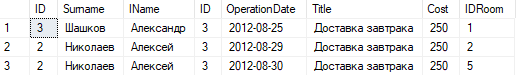 ID Surname IName ID OperationDate Title Cost IDRoom
1 3 Шашков Александр 3 2012-08-25 Доставка завтрака 250 1
2 2 Николаев Алексей 3 2012-08-29 Доставка завтрака 250 2
3 2 Николаев Алексей 3 2012-08-30 Доставка завтрака 250 5